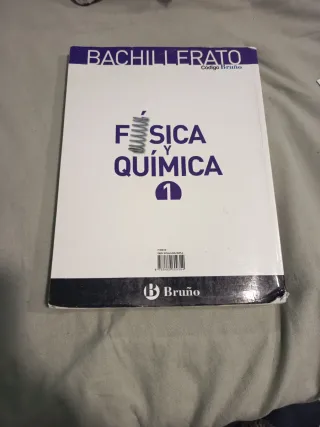 BACHILLERATO
Código Bruño
FÍSICA
Y
QUÍMICA
1
Bruño